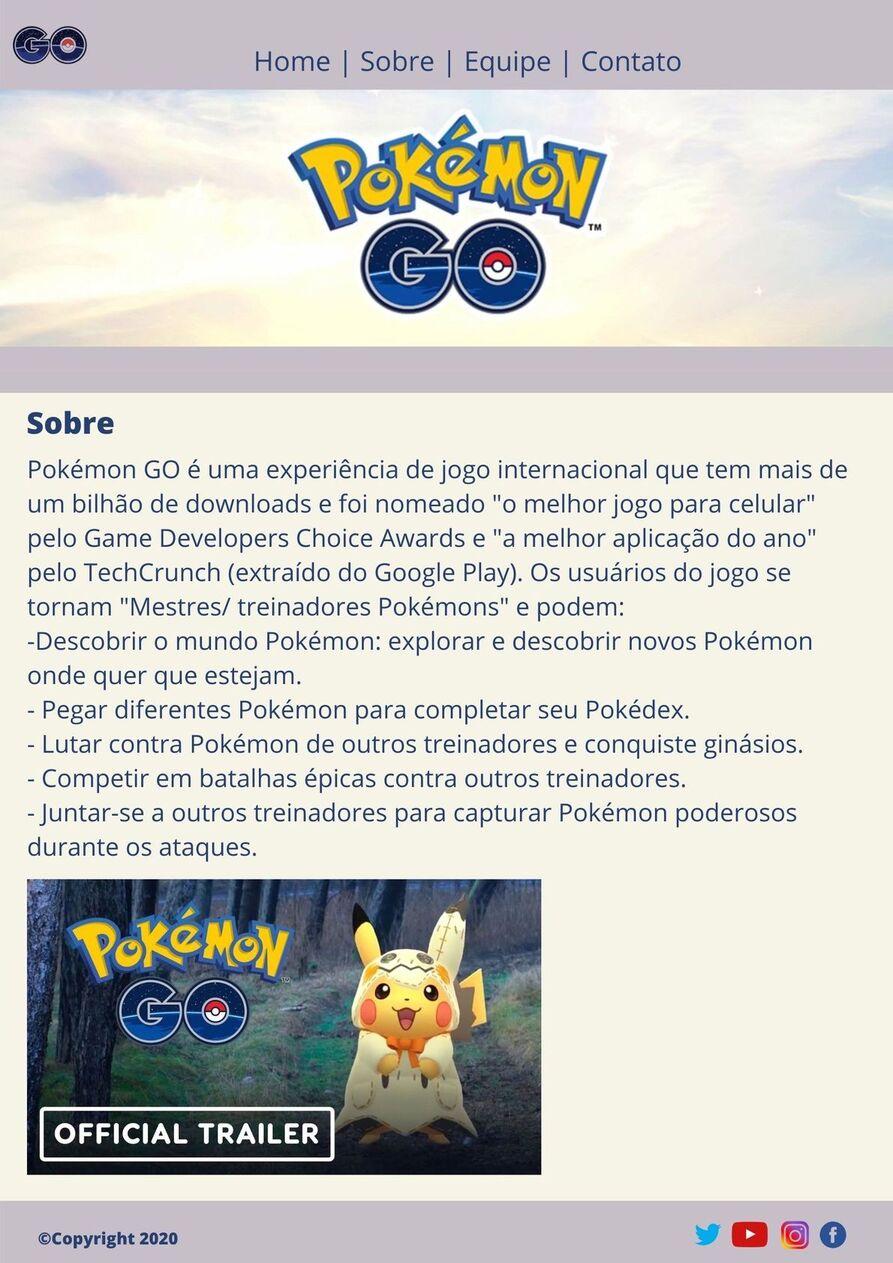 GO
Home | Sobre | Equipe | Contato
POKéMON
GO
TM
Sobre
Pokémon GO é uma experiência de jogo internacional que tem mais de
um bilhão de downloads e foi nomeado "o melhor jogo para celular"
pelo Game Developers Choice Awards e "a melhor aplicação do ano"
pelo TechCrunch (extraído do Google Play). Os usuários do jogo se
tornam "Mestres/ treinadores Pokémons" e podem:
-Descobrir o mundo Pokémon: explorar e descobrir novos Pokémon
onde quer que estejam.
- Pegar diferentes Pokémon para completar seu Pokédex.
- Lutar contra Pokémon de outros treinadores e conquiste ginásios.
- Competir em batalhas épicas contra outros treinadores.
- Juntar-se a outros treinadores para capturar Pokémon poderosos
durante os ataques.
POKéMON
GO
TM
OFFICIAL TRAILER
©Copyright 2020